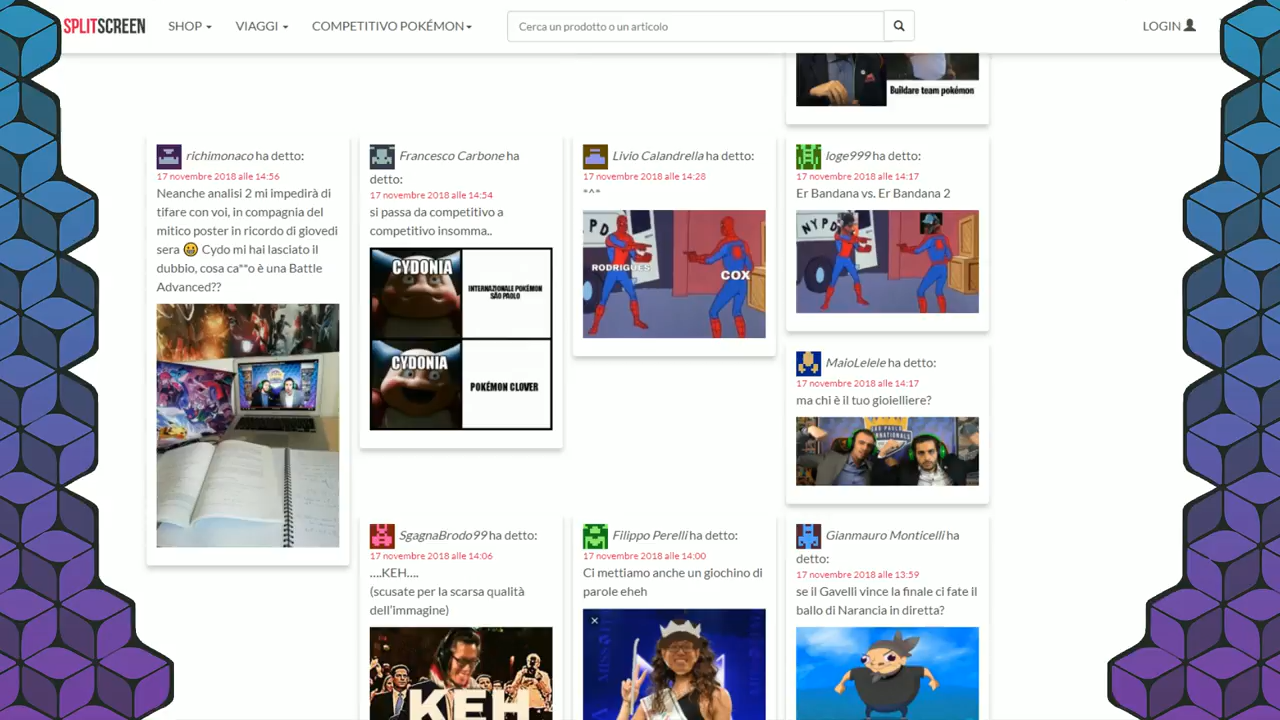 SPLITSCREEN SHOP VIAGGI COMPETITIVO POKÉMON Cerca un prodotto o un articolo LOGIN
Buildare team pokémon
richimonaco ha detto:
17 novembre 2018 alle 14:56
Neanche analisi 2 mi impedirà di
tifare con voi, in compagnia del
mitico poster in ricordo di giovedi
sera 😀 Cydo mi hai lasciato il
dubbio, cosa ca**o è una Battle
Advanced??
Francesco Carbone ha
detto:
17 novembre 2018 alle 14:54
si passa da competitivo a
competitivo insomma..
CYDONIA
INTERNAZIONALE POKÉMON
SÃO PAOLO
CYDONIA
POKÉMON CLOVER
Livio Calandrella ha detto:
17 novembre 2018 alle 14:28
*^*
PD
NYPD
RODRIGUES
COX
loge999 ha detto:
17 novembre 2018 alle 14:17
Er Bandana vs. Er Bandana 2
NYPD
MaioLelele ha detto:
17 novembre 2018 alle 14:17
ma chi è il tuo gioielliere?
SÃO PAULO
INTERNATIONALS
SgagnaBrodo99 ha detto:
17 novembre 2018 alle 14:06
....KEH....
(scusate per la scarsa qualità
dell'immagine)
KEH
Filippo Perelli ha detto:
17 novembre 2018 alle 14:00
Ci mettiamo anche un giochino di
parole eheh
Gianmauro Monticelli ha
detto:
17 novembre 2018 alle 13:59
se il Gavelli vince la finale ci fate il
ballo di Narancia in diretta?